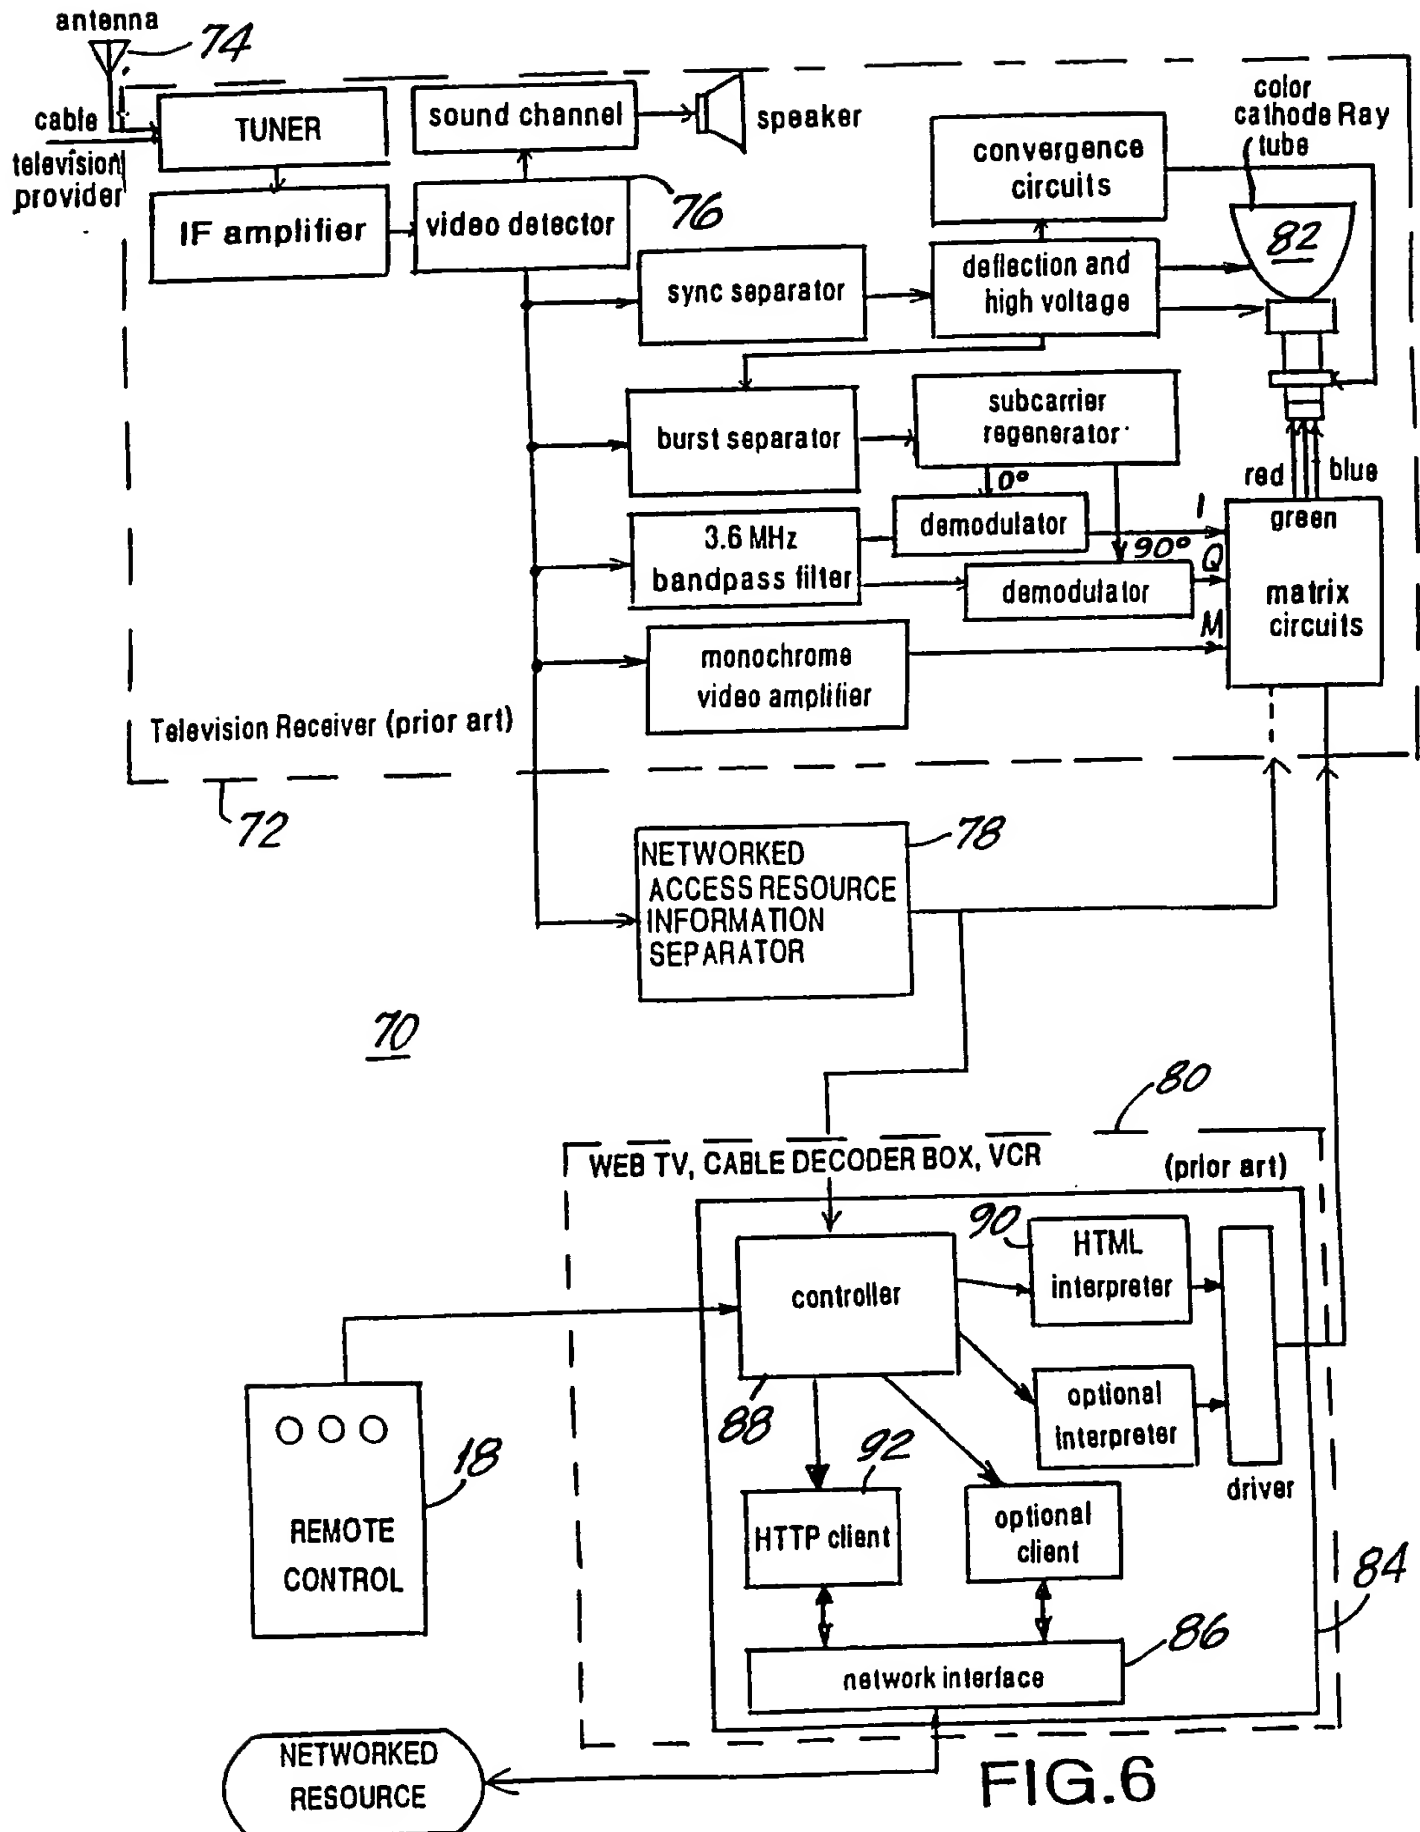 antenna
74
cable
television
provider
TUNER
sound channel
speaker
IF amplifier
video detector
76
convergence
circuits
color
cathode Ray
tube
82
sync separator
deflection and
high voltage
burst separator
subcarrier
regenerator
red
blue
green
0°
demodulator
I
3.6 MHz
bandpass filter
90°
Q
demodulator
matrix
circuits
M
monochrome
video amplifier
Television Receiver (prior art)
72
78
NETWORKED
ACCESS RESOURCE
INFORMATION
SEPARATOR
70
80
WEB TV, CABLE DECODER BOX, VCR
(prior art)
90
HTML
interpreter
controller
88
optional
interpreter
driver
18
REMOTE
CONTROL
92
HTTP client
optional
client
84
86
network interface
NETWORKED
RESOURCE
FIG.6